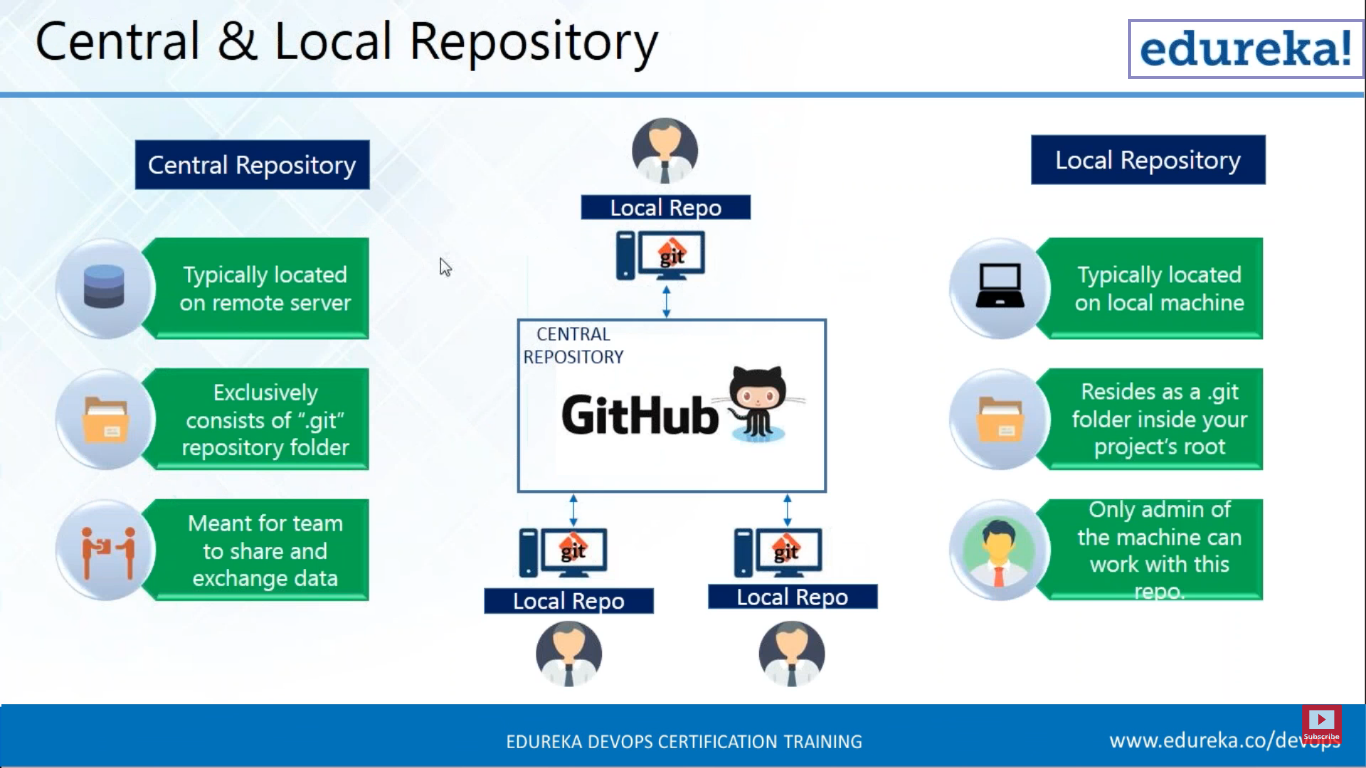 Central & Local Repository
edureka!
Central Repository
Typically located
on remote server
Exclusively
consists of “.git”
repository folder
Meant for team
to share and
exchange data
Local Repo
git
CENTRAL
REPOSITORY
GitHub
git
git
Local Repo
Local Repo
Local Repository
Typically located
on local machine
Resides as a .git
folder inside your
project’s root
Only admin of
the machine can
work with this
repo.
EDUREKA DEVOPS CERTIFICATION TRAINING
www.edureka.co/devops
Subscribe